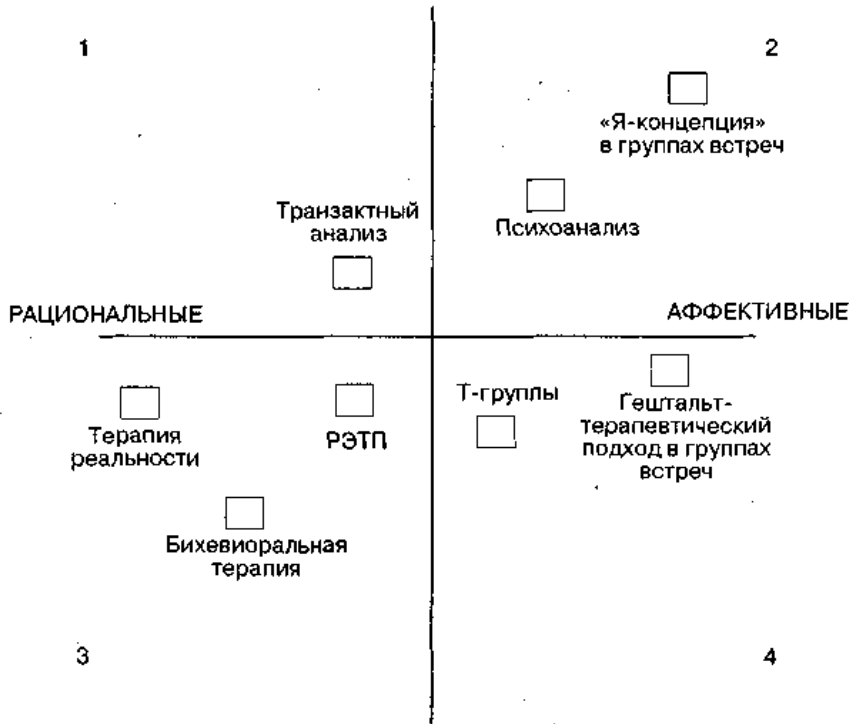 1
2
«Я-концепция»
в группах встреч
Транзактный
анализ
Психоанализ
РАЦИОНАЛЬНЫЕ
АФФЕКТИВНЫЕ
Терапия
реальности
РЭТП
Т-группы
Гештальт-
терапевтический
подход в группах
встреч
Бихевиоральная
терапия
3
4